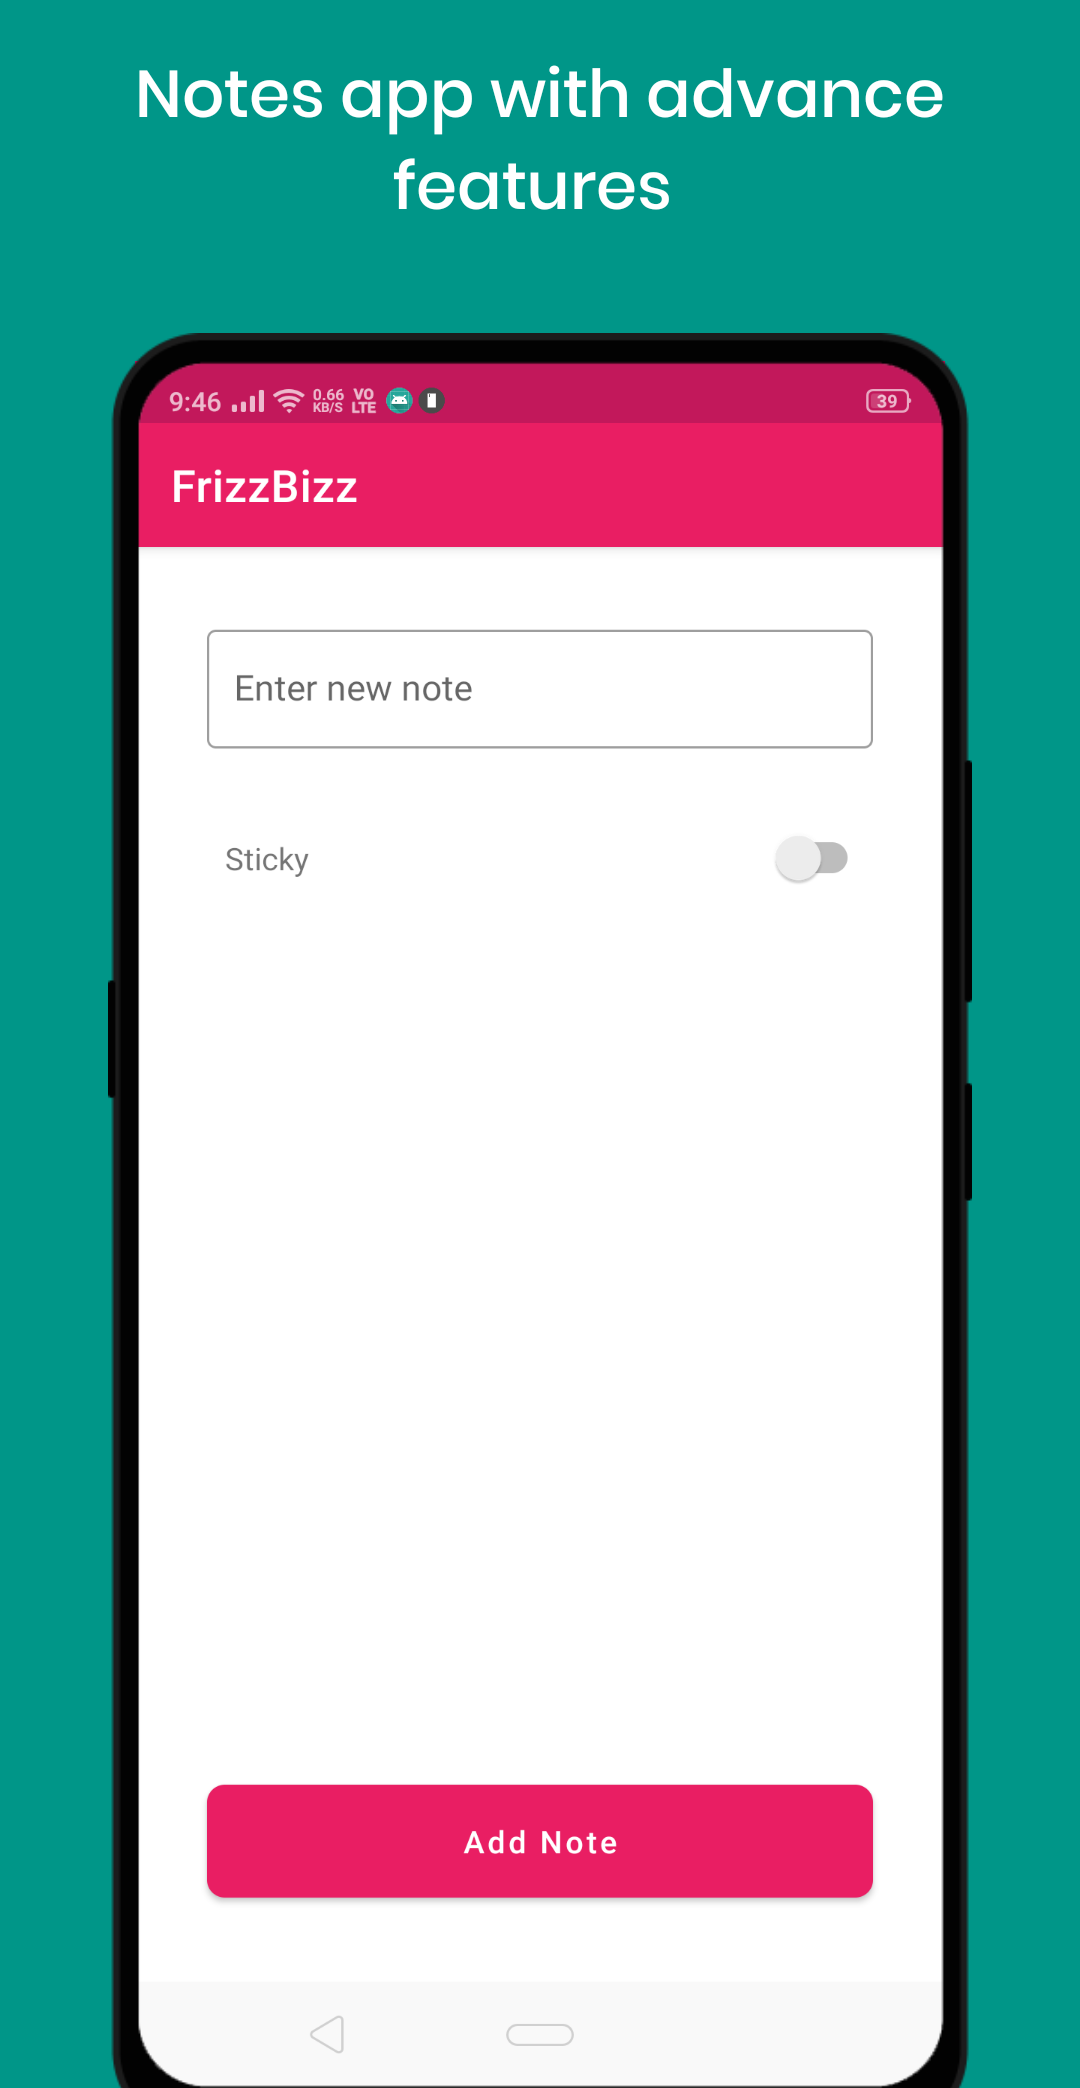 Notes app with advance
features
9:46 0.66 KB/S VO LTE 39
FrizzBizz
Enter new note
Sticky
Add Note